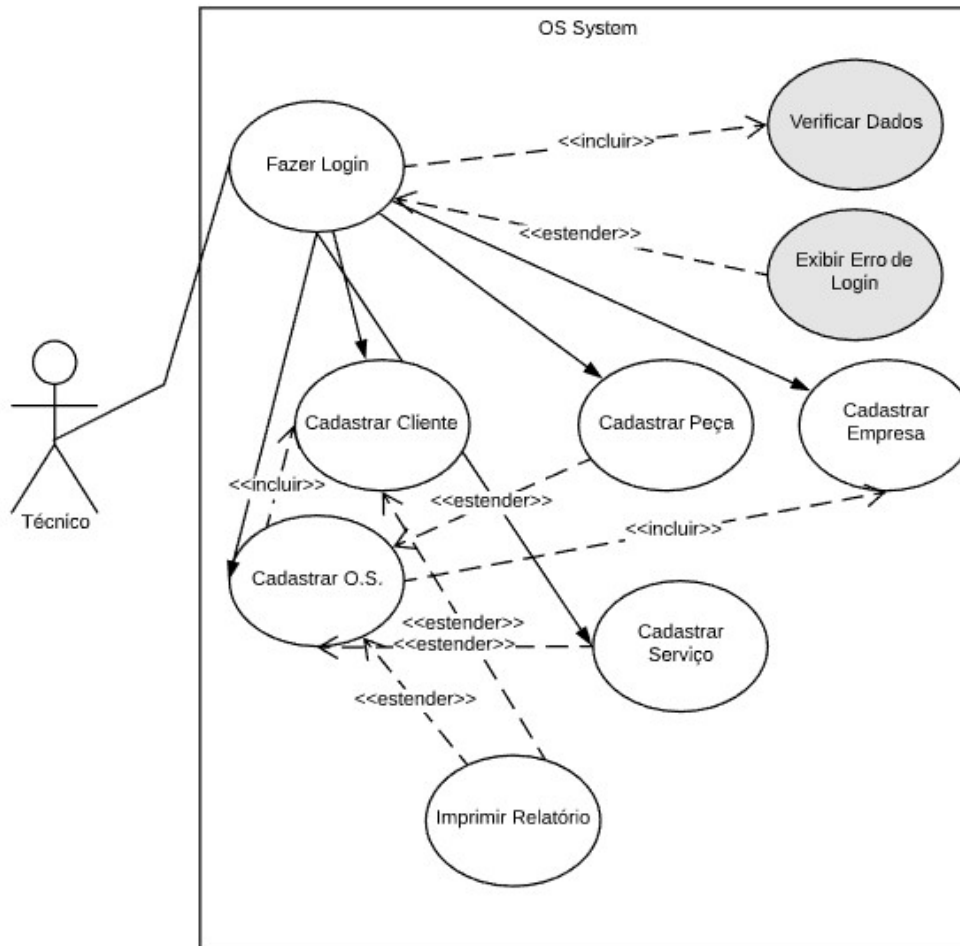 OS System
Verificar Dados
<<incluir>>
Fazer Login
<<estender>>
Exibir Erro de
Login
Cadastrar Cliente
Cadastrar Peça
Cadastrar
Empresa
<<incluir>>
<<estender>>
Técnico
<<incluir>>
Cadastrar O.S.
<<estender>>
<<estender>>
Cadastrar
Serviço
<<estender>>
Imprimir Relatório